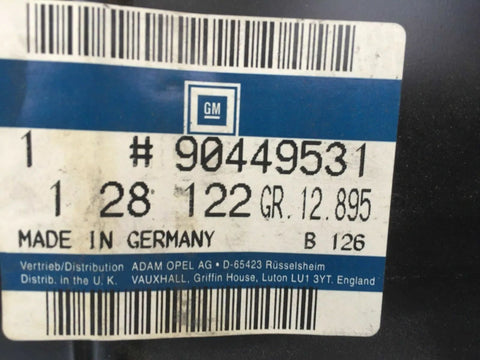 GM
1 # 90449531
1 28 122 GR. 12.895
MADE IN GERMANY B 126
Vertrieb/Distribution ADAM OPEL AG • D-65423 Rüsselsheim
Distrib. in the U. K. VAUXHALL, Griffin House, Luton LU1 3YT. England